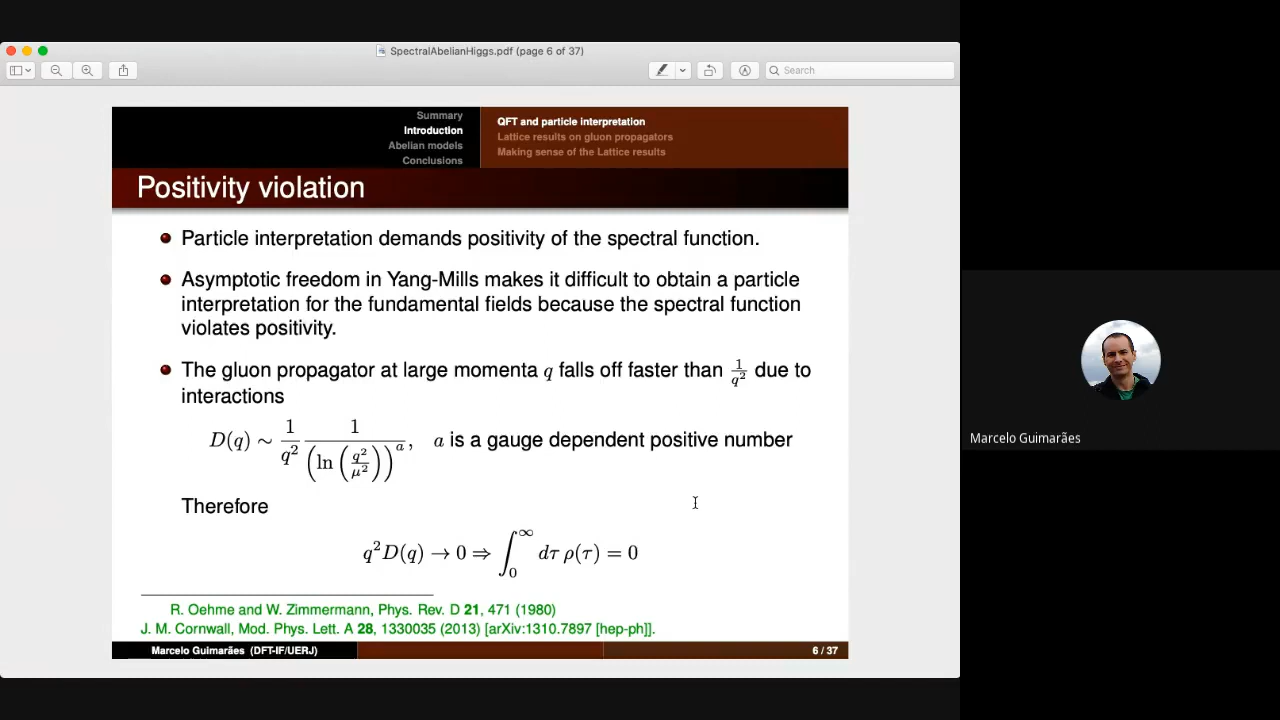 SpectralAbelianHiggs.pdf (page 6 of 37)
Search
Summary
Introduction
Abelian models
Conclusions
QFT and particle interpretation
Lattice results on gluon propagators
Making sense of the Lattice results
Positivity violation
Particle interpretation demands positivity of the spectral function.
Asymptotic freedom in Yang-Mills makes it difficult to obtain a particle
interpretation for the fundamental fields because the spectral function
violates positivity.
The gluon propagator at large momenta q falls off faster than 1/q² due to
interactions
D(q) ∼ 1/q² 1/(ln(q²/μ²))^a, a is a gauge dependent positive number
Therefore
q²D(q) → 0 ⇒ ∫₀^∞ dτ ρ(τ) = 0
R. Oehme and W. Zimmermann, Phys. Rev. D 21, 471 (1980)
J. M. Cornwall, Mod. Phys. Lett. A 28, 1330035 (2013) [arXiv:1310.7897 [hep-ph]].
Marcelo Guimarães (DFT-IF/UERJ)
6 / 37
Marcelo Guimarães